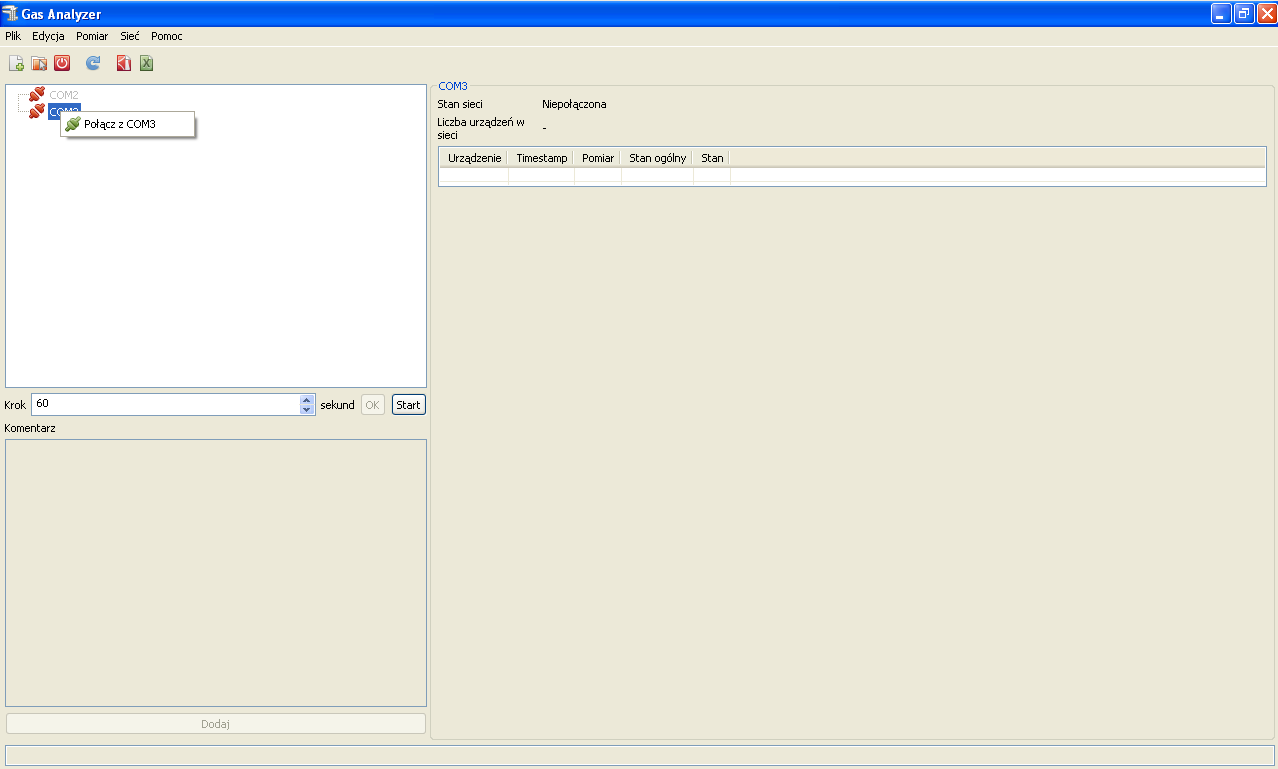 Gas Analyzer
Plik Edycja Pomiar Sieć Pomoc
COM2
Połącz z COM3
Krok 60 sekund OK Start
Komentarz
Dodaj
COM3
Stan sieci Niepołączona
Liczba urządzeń w sieci -
Urządzenie Timestamp Pomiar Stan ogólny Stan